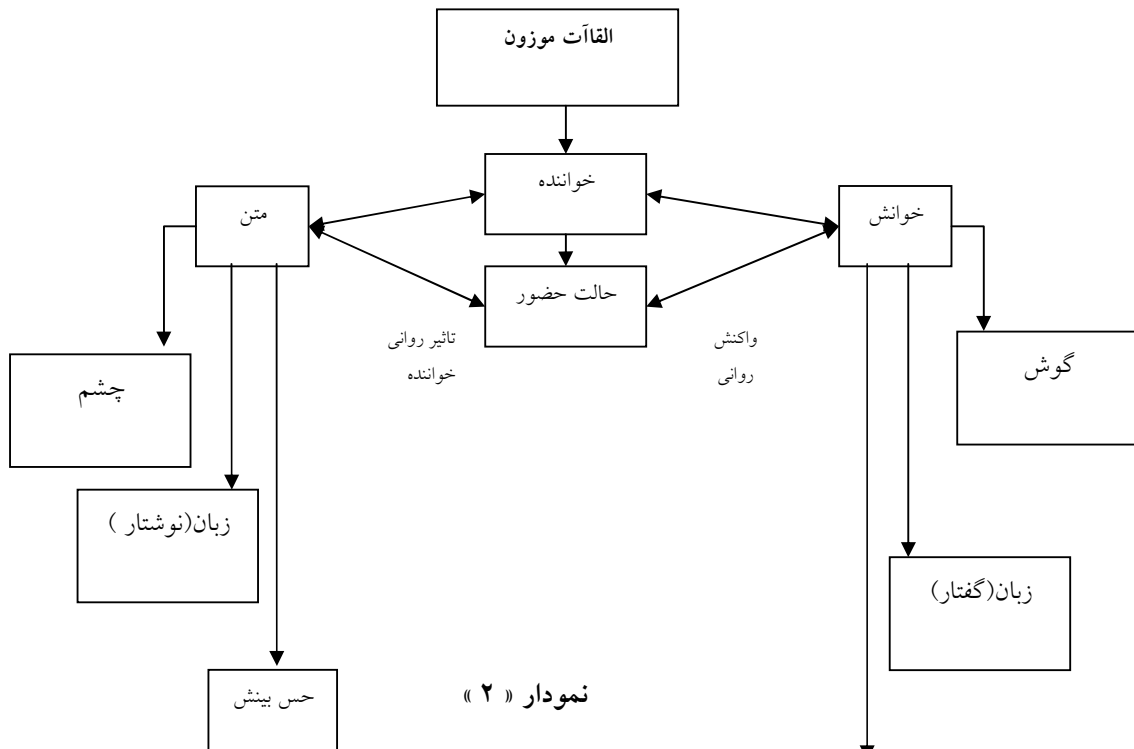 القاآت موزون
خواننده
خوانش
متن
حالت حضور
واکنش
روانی
تاثیر روانی
خواننده
گوش
چشم
زبان(نوشتار )
زبان(گفتار)
حس بینش
نمودار « ۲ »